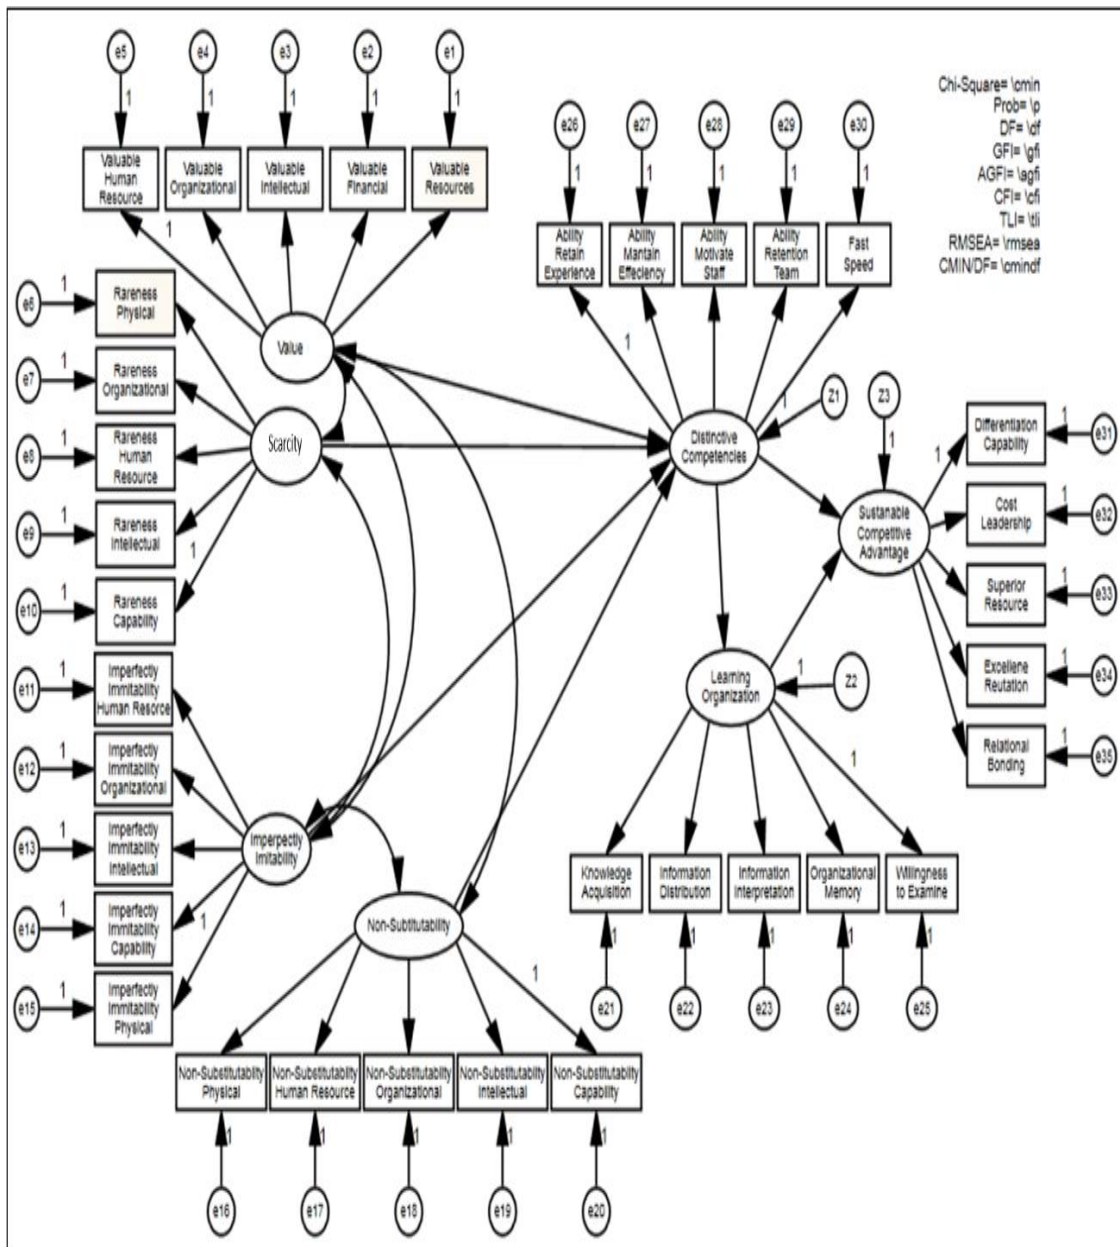 e5
e4
e3
e2
e1
1
1
1
1
1
Valuable
Human
Resource
Valuable
Organizational
Valuable
Intellectual
Valuable
Financial
Valuable
Resources
1
Value
e26
e27
e28
e29
e30
1
1
1
1
1
Ability
Retain
Experience
Ability
Mantain
Effeciency
Ability
Motivate
Staff
Ability
Retention
Team
Fast
Speed
1
Chi-Square= \cmin
Prob= \p
DF= \df
GFI= \gfi
AGFI= \agfi
CFI= \cfi
TLI= \tli
RMSEA= \rmsea
CMIN/DF= \cmindf
e6
1
Rareness
Physical
e7
1
Rareness
Organizational
e8
1
Rareness
Human
Resource
e9
1
Rareness
Intellectual
e10
1
Rareness
Capability
1
Scarcity
Distinctive
Competencies
1
Z1
Z3
1
Sustanable
Competitive
Advantage
1
Differentiation
Capability
1
e31
Cost
Leadership
1
e32
Superior
Resource
1
e33
Excellene
Reutation
1
e34
Relational
Bonding
1
e35
Learning
Organization
1
Z2
1
Knowledge
Acquisition
Information
Distribution
Information
Interpretation
Organizational
Memory
Willingness
to Examine
1
1
1
1
1
e21
e22
e23
e24
e25
e11
1
Imperfectly
Immitability
Human Resorce
e12
1
Imperfectly
Immitability
Organizational
e13
1
Imperfectly
Immitability
Intellectual
e14
1
Imperfectly
Immitability
Capability
e15
1
Imperfectly
Immitability
Physical
1
Imperpectly
Imitability
Non-Subtitutability
1
Non-Substitutablity
Physical
Non-Substitutablity
Human Resource
Non-Substitutablity
Organizational
Non-Substitutablity
Intellectual
Non-Substitutablity
Capability
1
1
1
1
1
e16
e17
e18
e19
e20